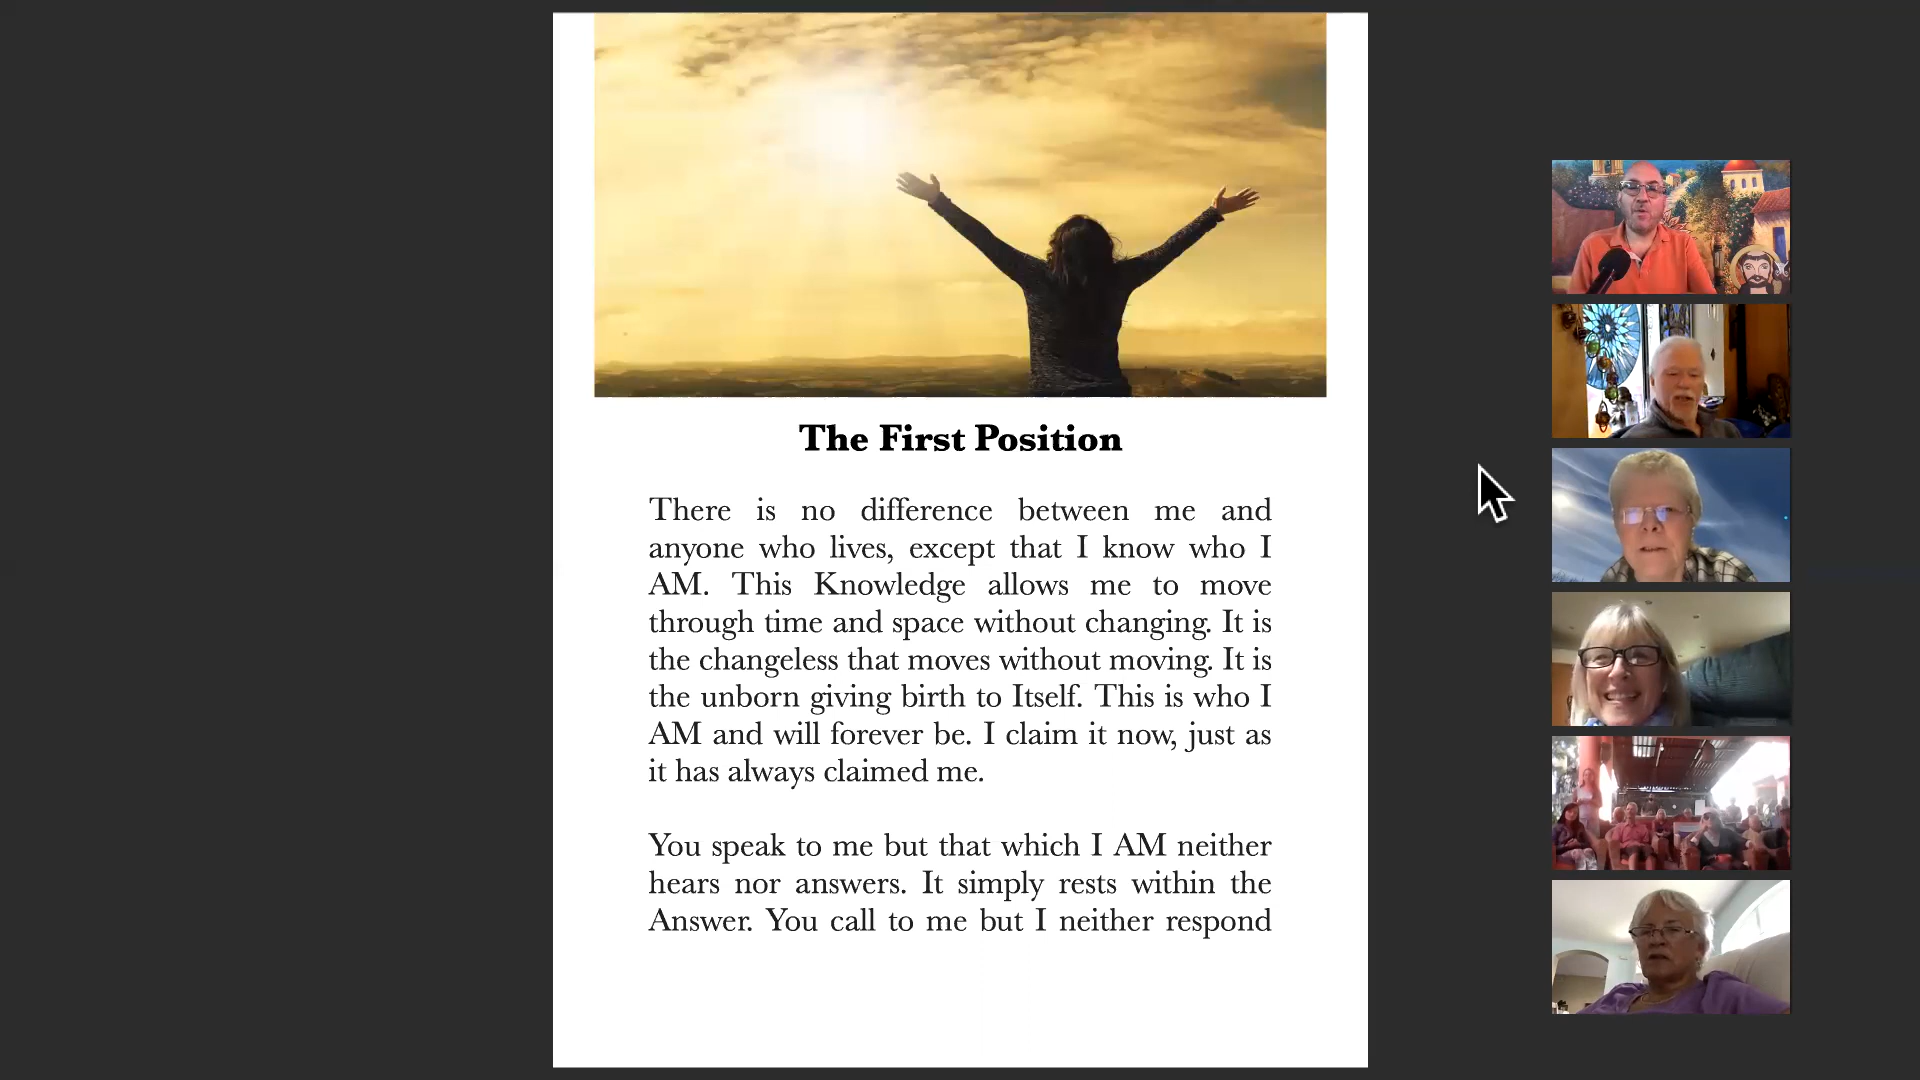 The First Position
There is no difference between me and
anyone who lives, except that I know who I
AM. This Knowledge allows me to move
through time and space without changing. It is
the changeless that moves without moving. It is
the unborn giving birth to Itself. This is who I
AM and will forever be. I claim it now, just as
it has always claimed me.
You speak to me but that which I AM neither
hears nor answers. It simply rests within the
Answer. You call to me but I neither respond